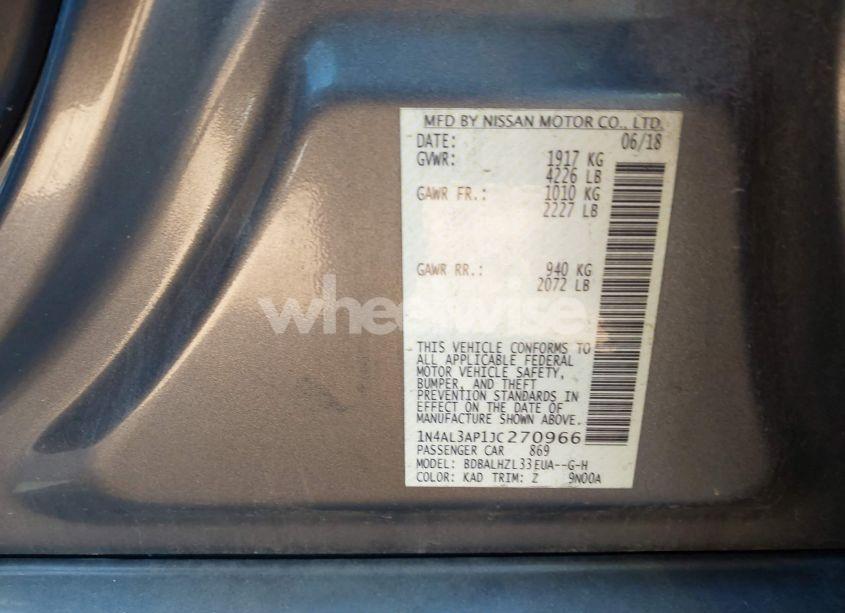 MFD BY NISSAN MOTOR CO., LTD.
DATE: 06/18
GVWR: 1917 KG
4226 LB
GAWR FR.: 1010 KG
2227 LB
GAWR RR.: 940 KG
2072 LB
wheelwise
THIS VEHICLE CONFORMS TO
ALL APPLICABLE FEDERAL
MOTOR VEHICLE SAFETY,
BUMPER, AND THEFT
PREVENTION STANDARDS IN
EFFECT ON THE DATE OF
MANUFACTURE SHOWN ABOVE.
1N4AL3AP1JC270966
PASSENGER CAR 869
MODEL: BDBALHZL33EUA--G-H
COLOR: KAD TRIM: Z 9N00A